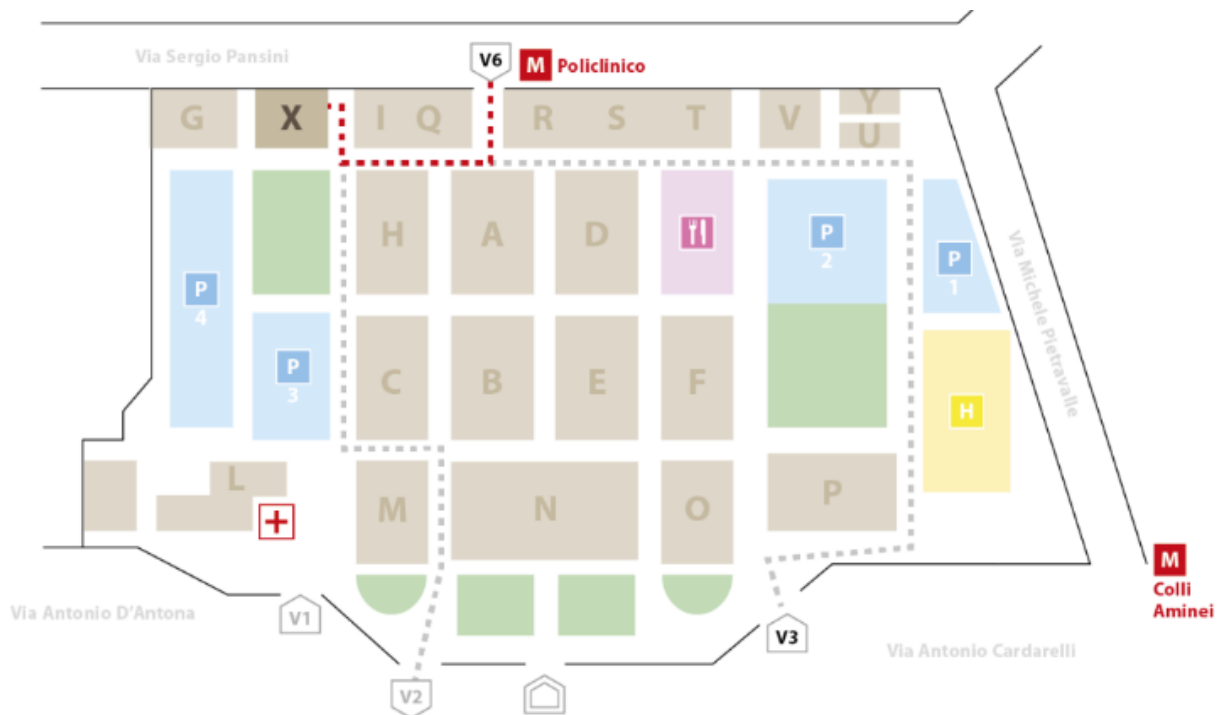 Via Sergio Pansini
V6
M Policlinico
G
X
I
Q
R
S
T
V
Y
U
H
A
D
P
2
P
1
P
4
Via Michele Pietravalle
C
B
E
F
P
3
H
L
M
N
O
P
M
Colli
Aminei
Via Antonio D'Antona
V1
V3
Via Antonio Cardarelli
V2